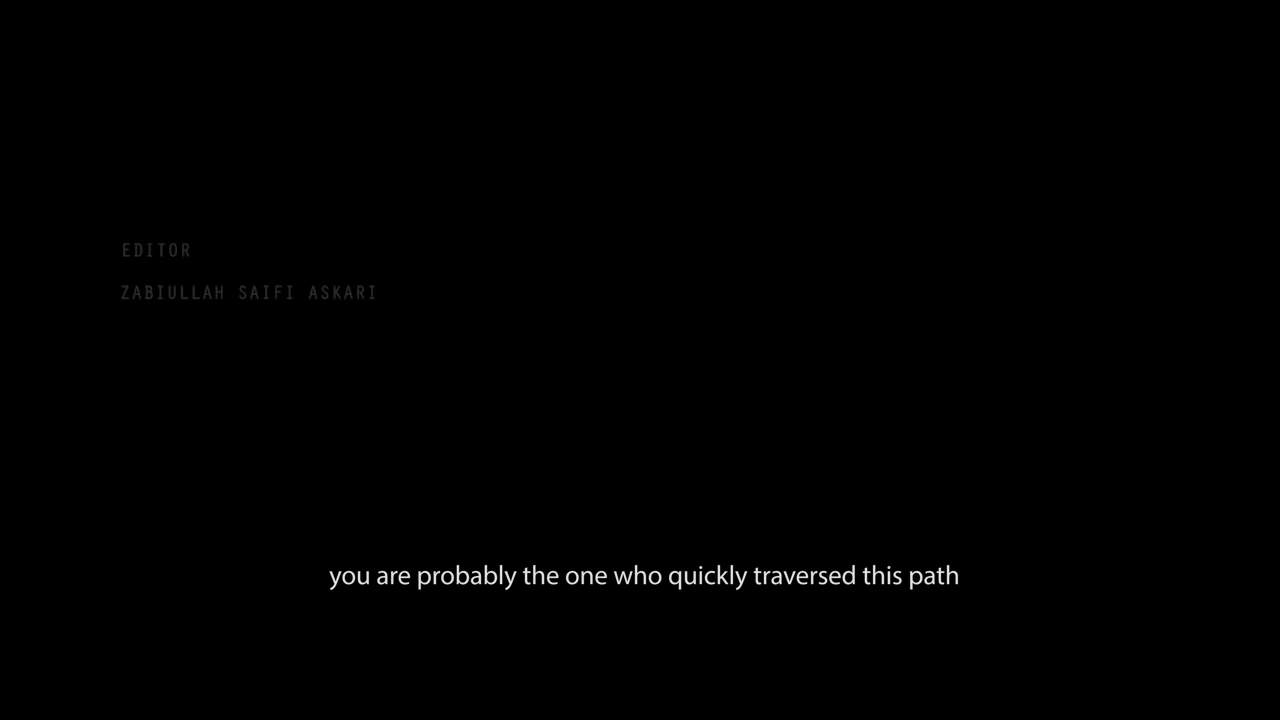 EDITOR
ZABIULLAH SAIFI ASKARI
you are probably the one who quickly traversed this path